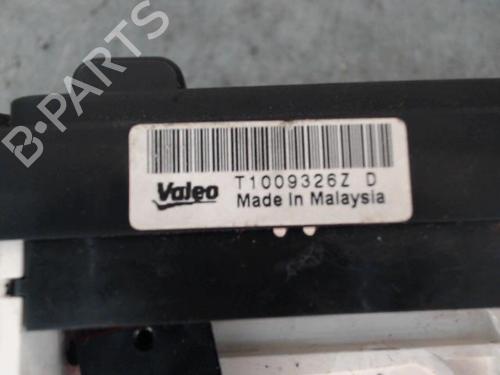 B-PARTS
Valeo T1009326Z D
Made In Malaysia